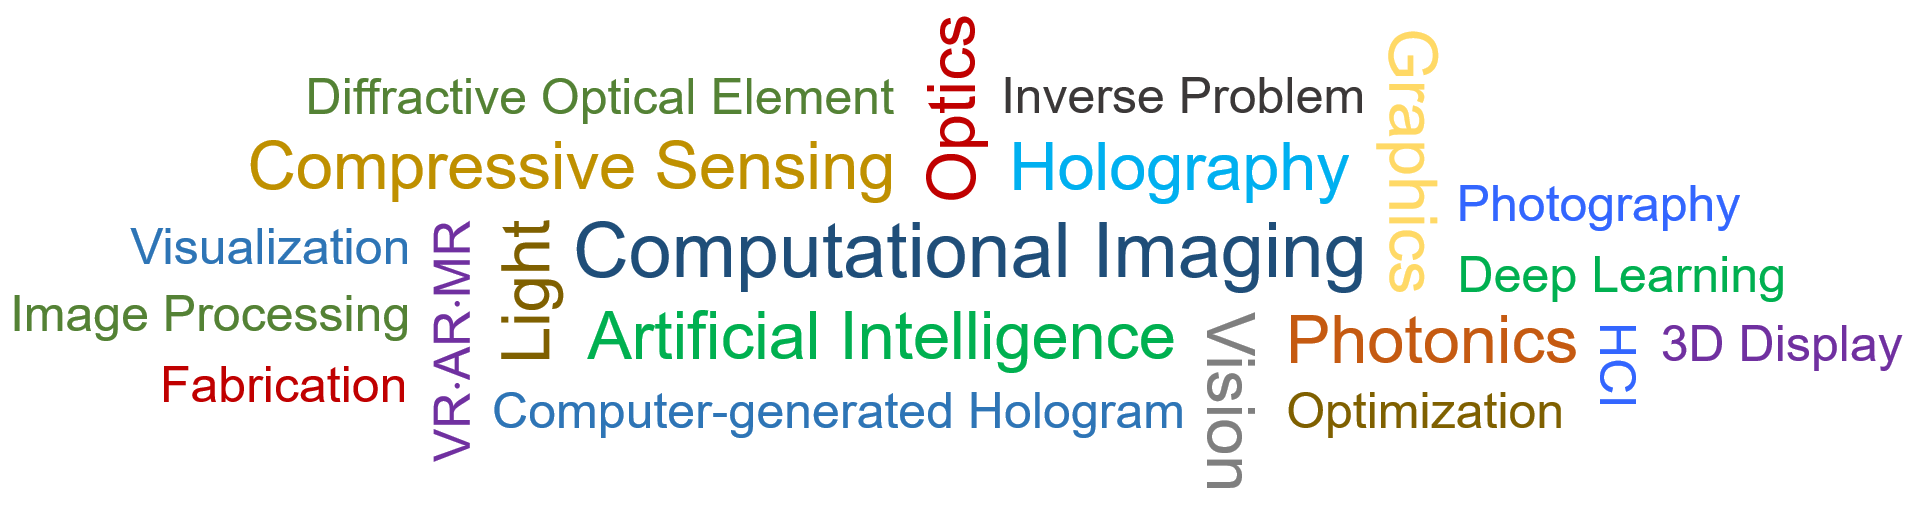 Optics
Graphics
Diffractive Optical Element
Inverse Problem
Compressive Sensing
Holography
Photography
Visualization
VR·AR·MR
Light
Computational Imaging
Deep Learning
Image Processing
Artificial Intelligence
Vision
Photonics
HCI
3D Display
Fabrication
Computer-generated Hologram
Optimization